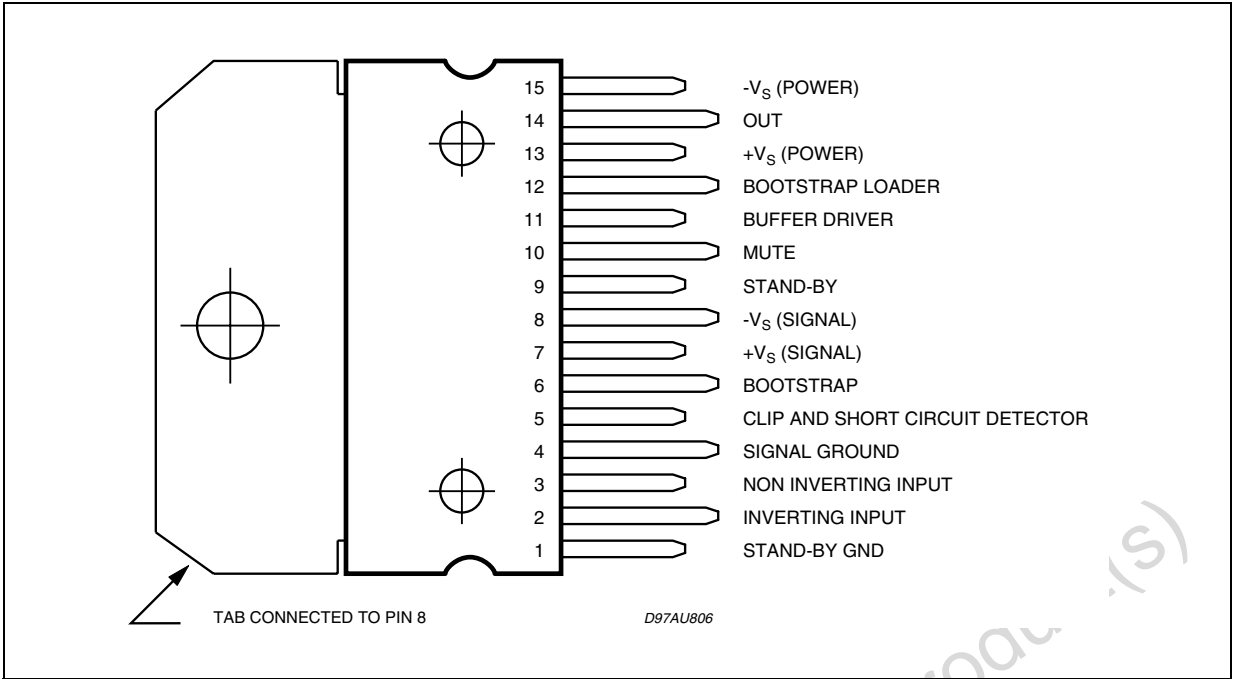 15 -VS (POWER)
14 OUT
13 +VS (POWER)
12 BOOTSTRAP LOADER
11 BUFFER DRIVER
10 MUTE
9 STAND-BY
8 -VS (SIGNAL)
7 +VS (SIGNAL)
6 BOOTSTRAP
5 CLIP AND SHORT CIRCUIT DETECTOR
4 SIGNAL GROUND
3 NON INVERTING INPUT
2 INVERTING INPUT
1 STAND-BY GND
TAB CONNECTED TO PIN 8
D97AU806